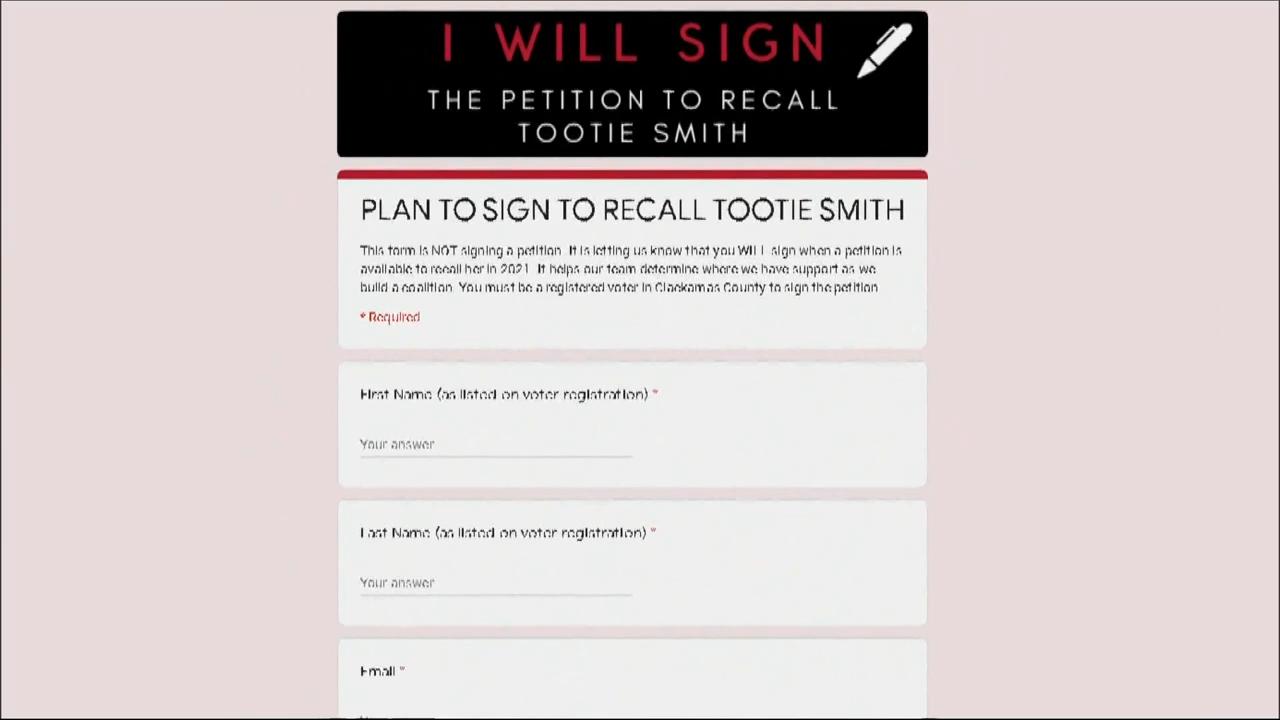 I WILL SIGN
THE PETITION TO RECALL
TOOTIE SMITH
PLAN TO SIGN TO RECALL TOOTIE SMITH
This form is NOT signing a petition. It is letting us know that you WILL sign when a petition is
available to recall her in 2021. It helps our team determine where we have support as we
build a coalition. You must be a registered voter in Clackamas County to sign the petition.
* Required
First Name (as listed on voter registration) *
Your answer
Last Name (as listed on voter registration) *
Your answer
Email *